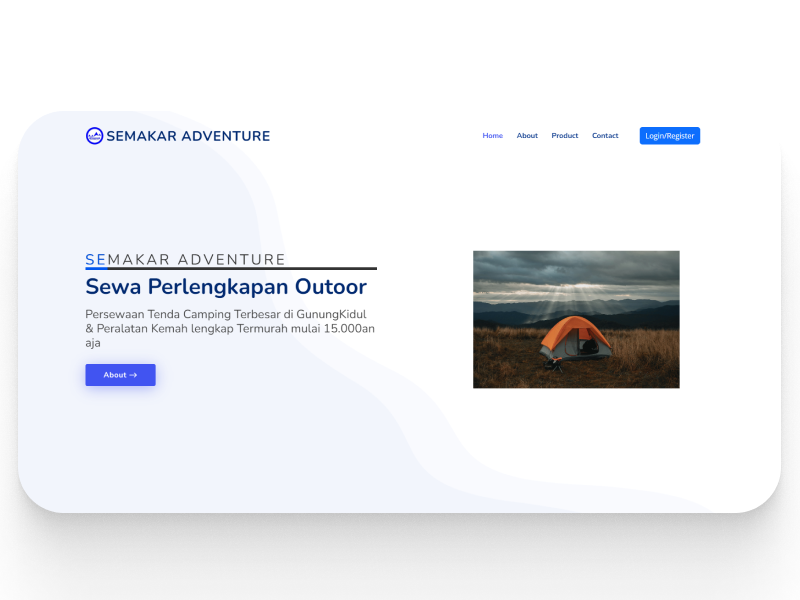 SEMAKAR ADVENTURE
Home About Product Contact Login/Register
SEMAKAR ADVENTURE
Sewa Perlengkapan Outoor
Persewaan Tenda Camping Terbesar di GunungKidul
& Peralatan Kemah lengkap Termurah mulai 15.000an
aja
About →